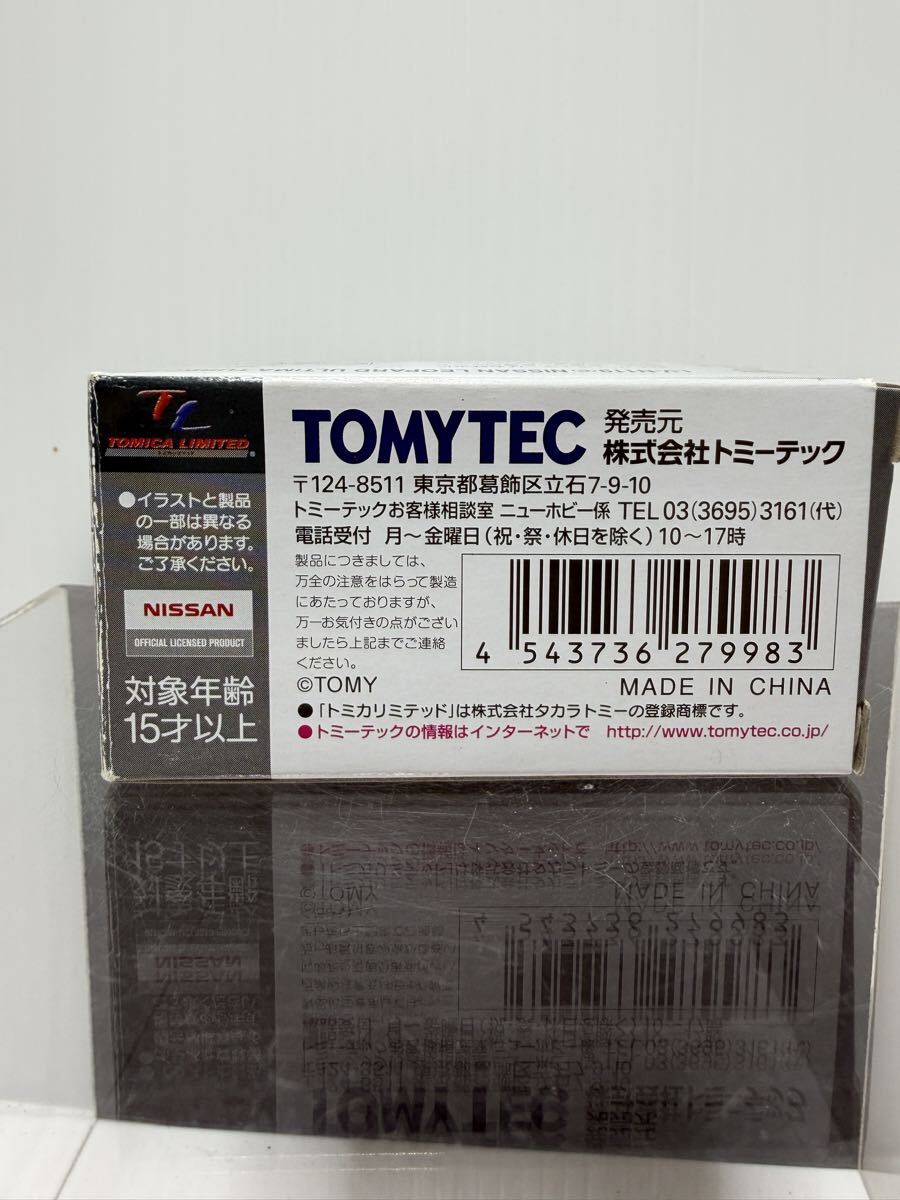 NISSAN LEOPARD ULTIMA
TL
TOMICA LIMITED
●イラストと製品
の一部は異なる
場合があります。
ご了承ください。
NISSAN
OFFICIAL LICENSED PRODUCT
対象年齢
15才以上
TOMYTEC
発売元
株式会社トミーテック
〒124-8511 東京都葛飾区立石7-9-10
トミーテックお客様相談室 ニューホビー係 TEL 03(3695)3161(代)
電話受付 月～金曜日(祝・祭・休日を除く)10～17時
製品につきましては、
万全の注意をはらって製造
にあたっておりますが、
万一お気付きの点がござい
ましたら上記までご連絡
ください。
4 543736 279983
©TOMY
MADE IN CHINA
●「トミカリミテッド」は株式会社タカラトミーの登録商標です。
●トミーテックの情報はインターネットで http://www.tomytec.co.jp/